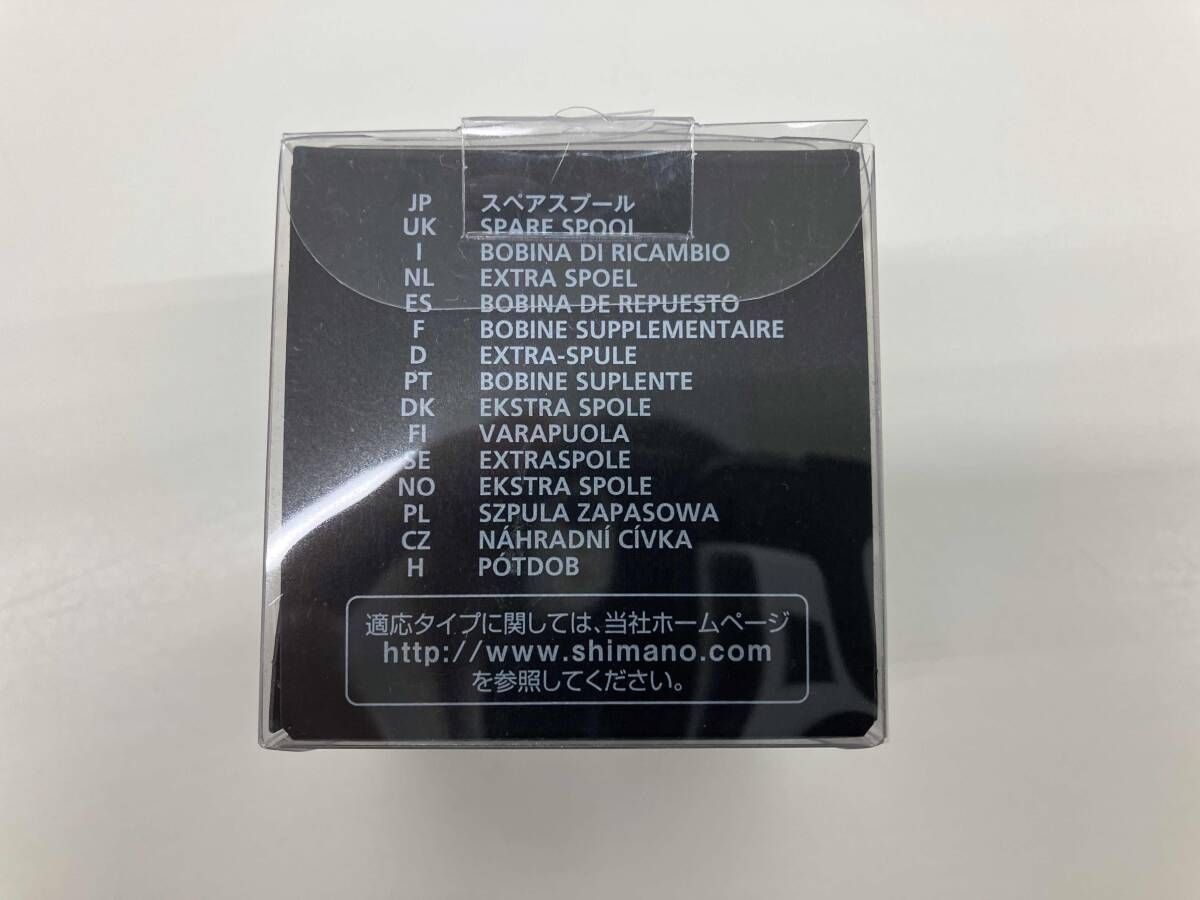 JP スペアスプール
UK SPARE SPOOL
I BOBINA DI RICAMBIO
NL EXTRA SPOEL
ES BOBINA DE REPUESTO
F BOBINE SUPPLEMENTAIRE
D EXTRA-SPULE
PT BOBINE SUPLENTE
DK EKSTRA SPOLE
FI VARAPUOLA
SE EXTRASPOLE
NO EKSTRA SPOLE
PL SZPULA ZAPASOWA
CZ NÁHRADNÍ CÍVKA
H PÓTDOB
適応タイプに関しては、当社ホームページ
http://www.shimano.com
を参照してください。